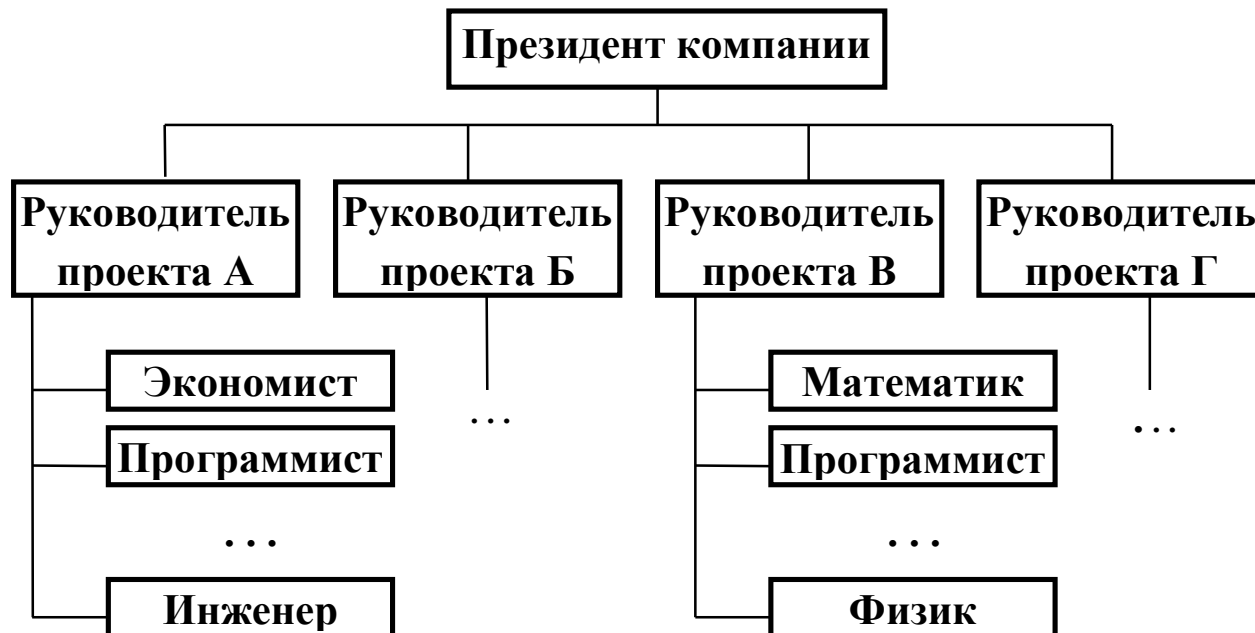 Президент компании
Руководитель
проекта А
Руководитель
проекта Б
Руководитель
проекта В
Руководитель
проекта Г
Экономист
Программист
...
Инженер
...
Математик
Программист
...
Физик
...